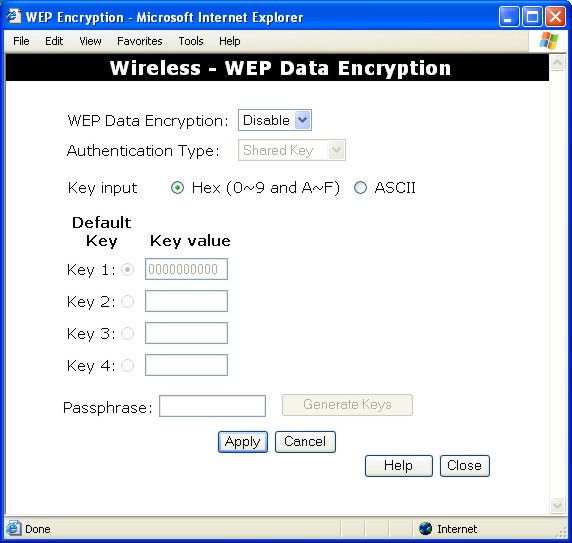 WEP Encryption - Microsoft Internet Explorer
File Edit View Favorites Tools Help
Wireless - WEP Data Encryption
WEP Data Encryption: Disable
Authentication Type: Shared Key
Key input Hex (0~9 and A~F) ASCII
Default
Key Key value
Key 1: 0000000000
Key 2:
Key 3:
Key 4:
Passphrase: Generate Keys
Apply Cancel
Help Close
Done Internet